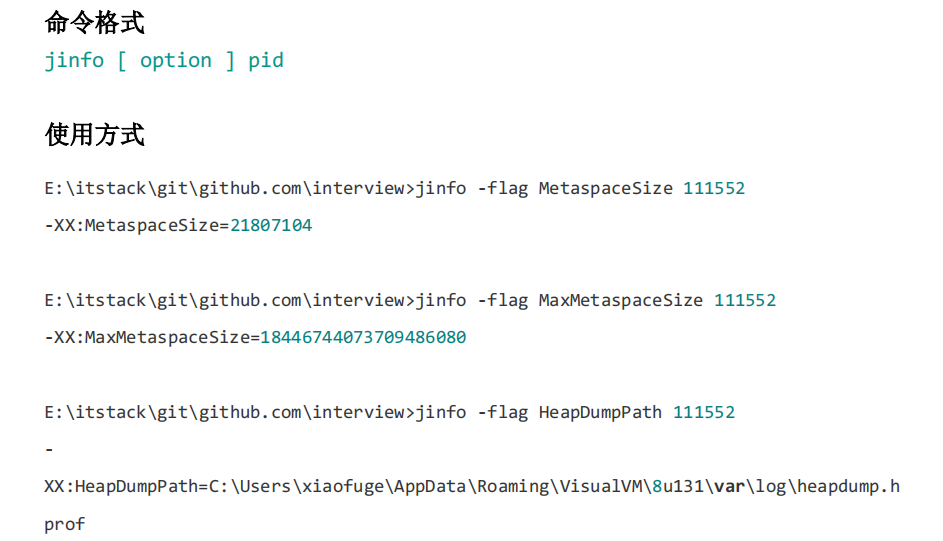 命令格式
jinfo [ option ] pid
使用方式
E:\itstack\git\github.com\interview>jinfo -flag MetaspaceSize 111552
-XX:MetaspaceSize=21807104
E:\itstack\git\github.com\interview>jinfo -flag MaxMetaspaceSize 111552
-XX:MaxMetaspaceSize=18446744073709486080
E:\itstack\git\github.com\interview>jinfo -flag HeapDumpPath 111552
-
XX:HeapDumpPath=C:\Users\xiaofuge\AppData\Roaming\VisualVM\8u131\var\log\heapdump.h
prof